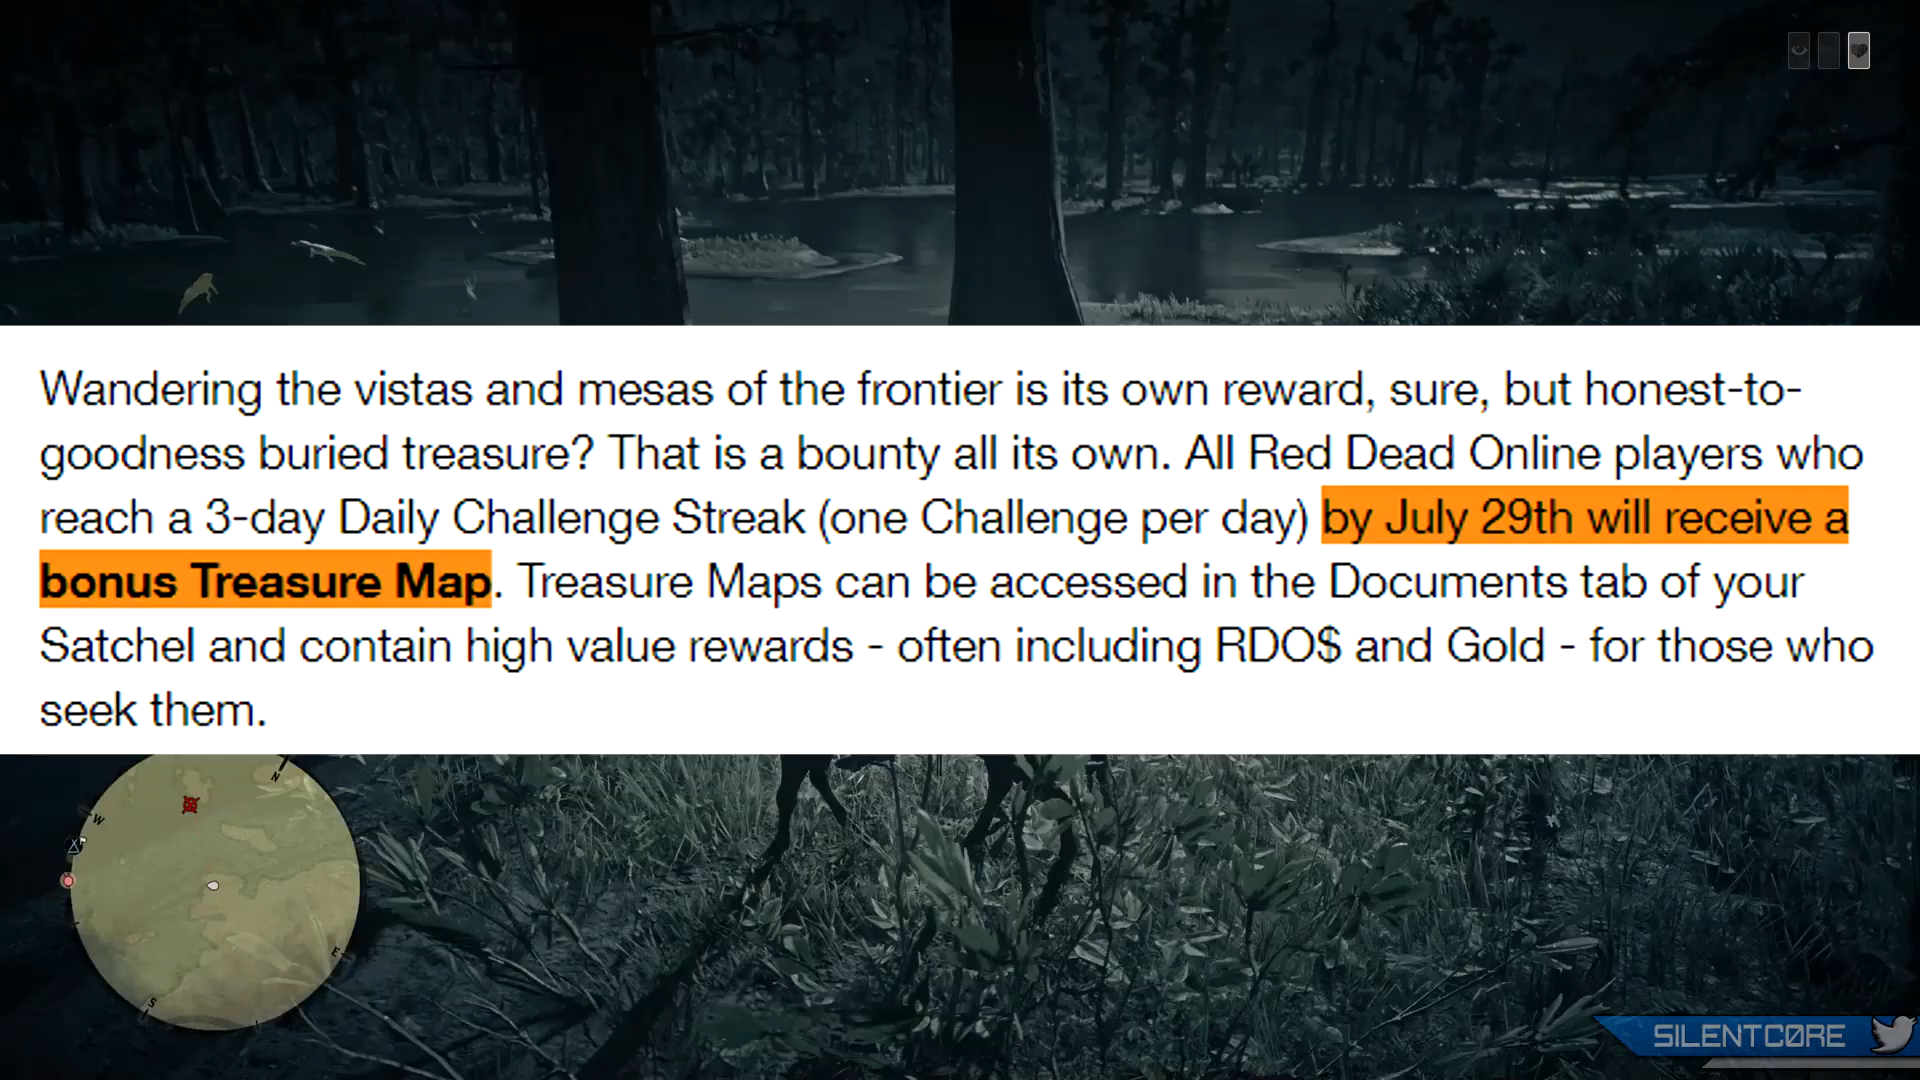 Wandering the vistas and mesas of the frontier is its own reward, sure, but honest-to-
goodness buried treasure? That is a bounty all its own. All Red Dead Online players who
reach a 3-day Daily Challenge Streak (one Challenge per day) by July 29th will receive a
bonus Treasure Map. Treasure Maps can be accessed in the Documents tab of your
Satchel and contain high value rewards - often including RDO$ and Gold - for those who
seek them.
N
W
E
S
SILENTCØRE